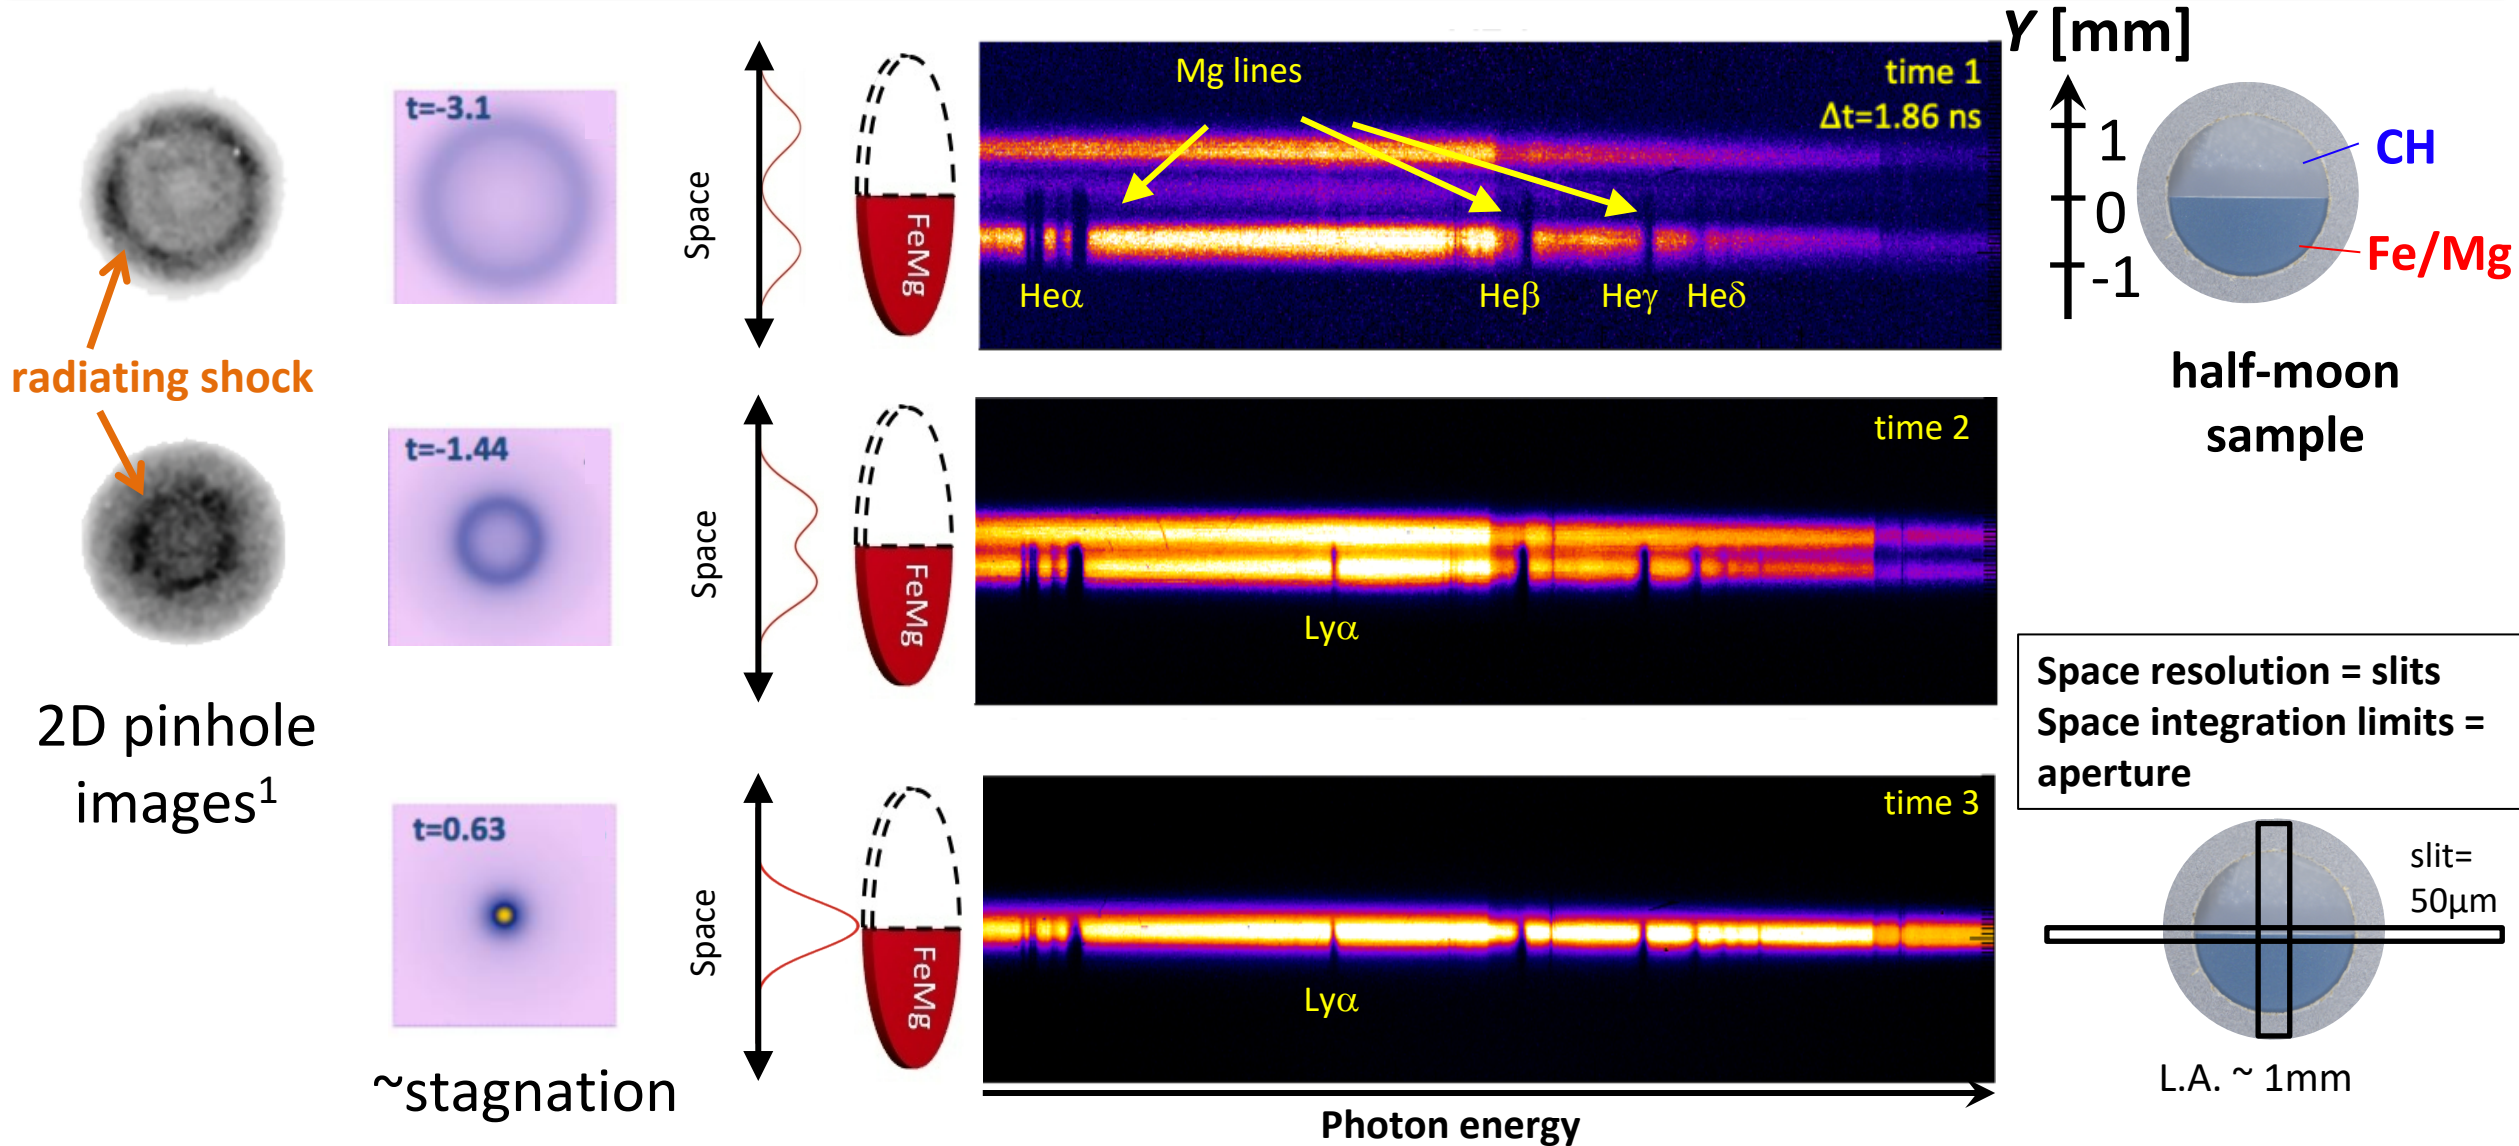 t=-3.1
radiating shock
t=-1.44
2D pinhole
images¹
t=0.63
~stagnation
Space
FeMg
Space
FeMg
Space
FeMg
Mg lines
time 1
Δt=1.86 ns
Heα
Heβ
Heγ
Heδ
time 2
Lyα
time 3
Lyα
Photon energy
Y [mm]
1
0
-1
CH
Fe/Mg
half-moon
sample
Space resolution = slits
Space integration limits =
aperture
slit=
50μm
L.A. ~ 1mm